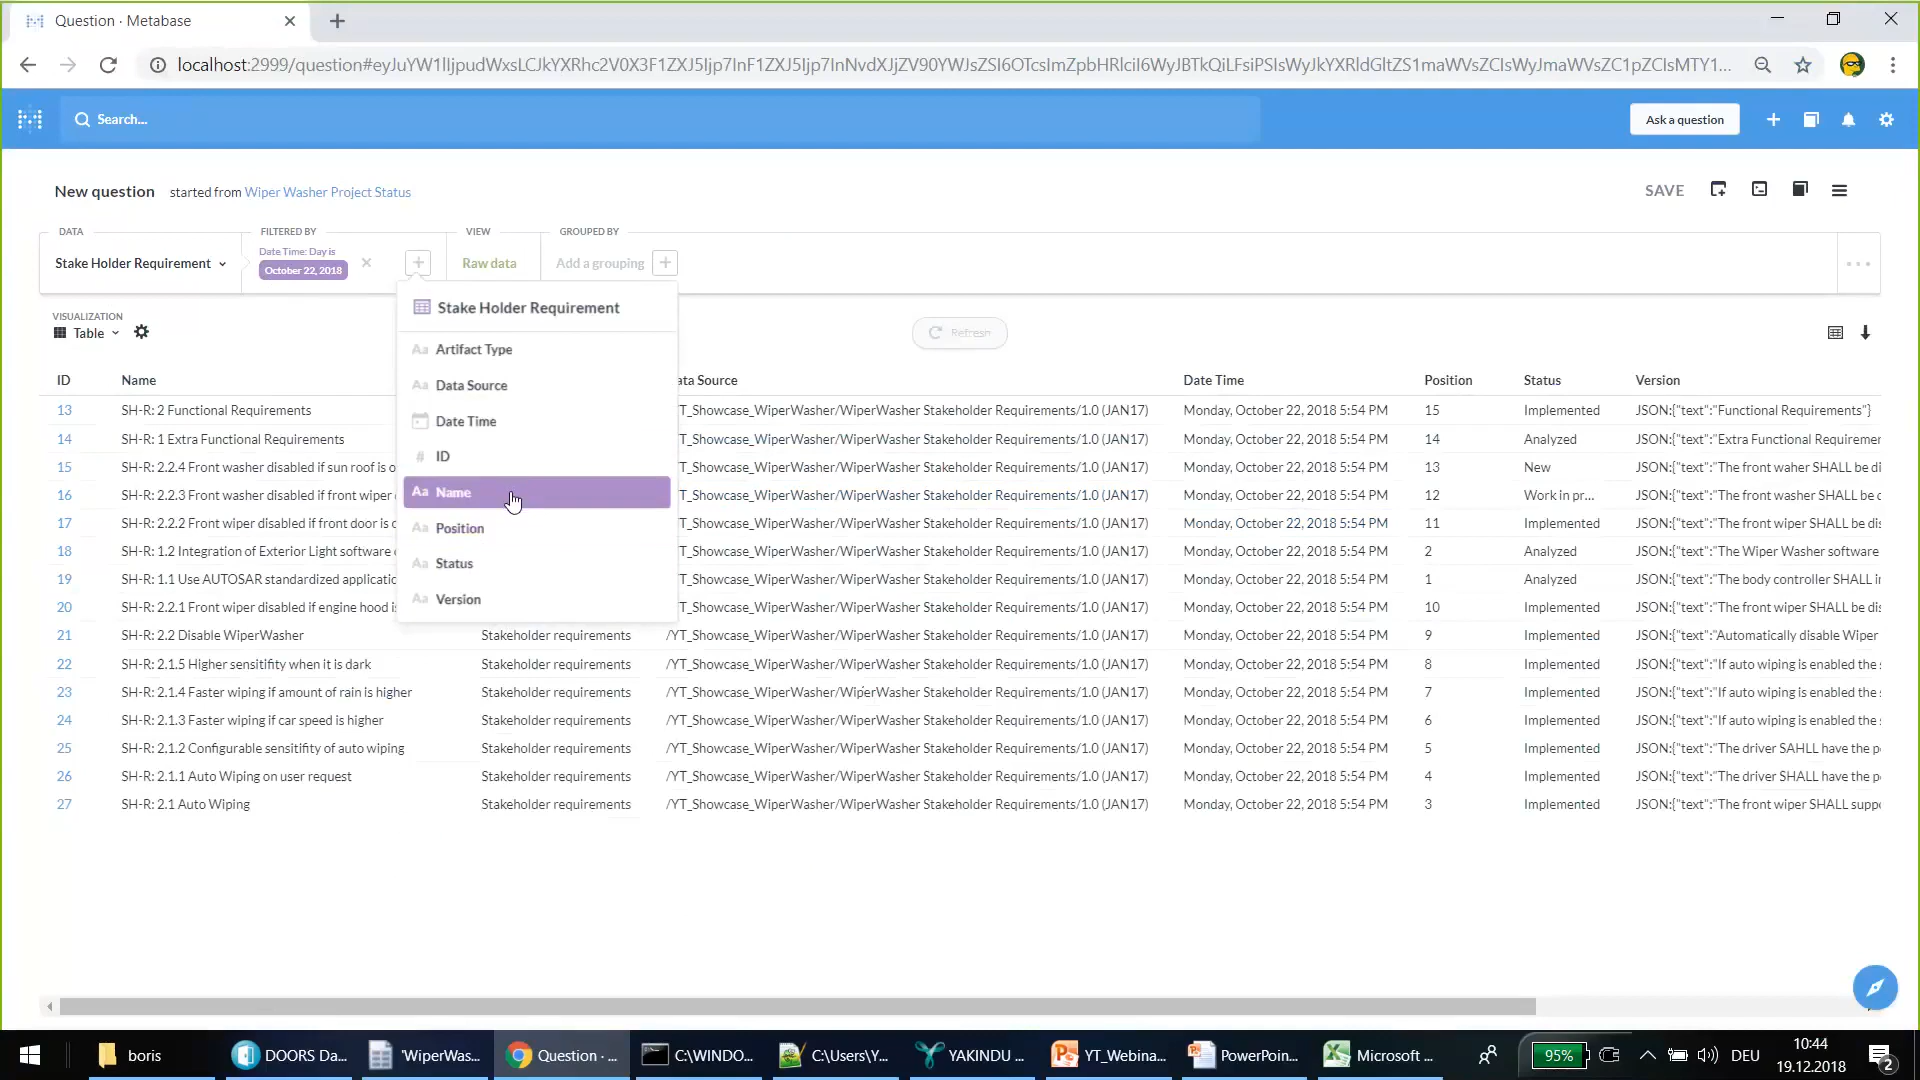 Question · Metabase
localhost:2999/question#eyJuYW1lIjpudWxsLCJkYXRhc2V0X3F1ZXJ5Ijp7InF1ZXJ5Ijp7InNvdXJjZV90YWJsZSI6OTcsImZpbHRlciI6WyJBTkQiLFsiPSIsWyJkYXRldGltZS1maWVsZCIsWyJmaWVsZC1pZCIsMTY1...
Search...
Ask a question
New question started from Wiper Washer Project Status
SAVE
DATA FILTERED BY VIEW GROUPED BY
Stake Holder Requirement
Date Time: Day is
October 22, 2018
Raw data
Add a grouping
Stake Holder Requirement
Aa Artifact Type
Aa Data Source
Date Time
# ID
Aa Name
Aa Position
Aa Status
Aa Version
VISUALIZATION
Table
Refresh
ID Name ata Source Date Time Position Status Version
13 SH-R: 2 Functional Requirements T_Showcase_WiperWasher/WiperWasher Stakeholder Requirements/1.0 (JAN17) Monday, October 22, 2018 5:54 PM 15 Implemented JSON:{"text":"Functional Requirements"}
14 SH-R: 1 Extra Functional Requirements T_Showcase_WiperWasher/WiperWasher Stakeholder Requirements/1.0 (JAN17) Monday, October 22, 2018 5:54 PM 14 Analyzed JSON:{"text":"Extra Functional Requiremen
15 SH-R: 2.2.4 Front washer disabled if sun roof is o T_Showcase_WiperWasher/WiperWasher Stakeholder Requirements/1.0 (JAN17) Monday, October 22, 2018 5:54 PM 13 New JSON:{"text":"The front waher SHALL be di
16 SH-R: 2.2.3 Front washer disabled if front wiper T_Showcase_WiperWasher/WiperWasher Stakeholder Requirements/1.0 (JAN17) Monday, October 22, 2018 5:54 PM 12 Work in pr... JSON:{"text":"The front washer SHALL be d
17 SH-R: 2.2.2 Front wiper disabled if front door is o T_Showcase_WiperWasher/WiperWasher Stakeholder Requirements/1.0 (JAN17) Monday, October 22, 2018 5:54 PM 11 Implemented JSON:{"text":"The front wiper SHALL be dis
18 SH-R: 1.2 Integration of Exterior Light software T_Showcase_WiperWasher/WiperWasher Stakeholder Requirements/1.0 (JAN17) Monday, October 22, 2018 5:54 PM 2 Analyzed JSON:{"text":"The Wiper Washer software
19 SH-R: 1.1 Use AUTOSAR standardized applicatio T_Showcase_WiperWasher/WiperWasher Stakeholder Requirements/1.0 (JAN17) Monday, October 22, 2018 5:54 PM 1 Analyzed JSON:{"text":"The body controller SHALL in
20 SH-R: 2.2.1 Front wiper disabled if engine hood is T_Showcase_WiperWasher/WiperWasher Stakeholder Requirements/1.0 (JAN17) Monday, October 22, 2018 5:54 PM 10 Implemented JSON:{"text":"The front wiper SHALL be dis
21 SH-R: 2.2 Disable WiperWasher Stakeholder requirements /YT_Showcase_WiperWasher/WiperWasher Stakeholder Requirements/1.0 (JAN17) Monday, October 22, 2018 5:54 PM 9 Implemented JSON:{"text":"Automatically disable Wiper
22 SH-R: 2.1.5 Higher sensitifity when it is dark Stakeholder requirements /YT_Showcase_WiperWasher/WiperWasher Stakeholder Requirements/1.0 (JAN17) Monday, October 22, 2018 5:54 PM 8 Implemented JSON:{"text":"If auto wiping is enabled the
23 SH-R: 2.1.4 Faster wiping if amount of rain is higher Stakeholder requirements /YT_Showcase_WiperWasher/WiperWasher Stakeholder Requirements/1.0 (JAN17) Monday, October 22, 2018 5:54 PM 7 Implemented JSON:{"text":"If auto wiping is enabled the
24 SH-R: 2.1.3 Faster wiping if car speed is higher Stakeholder requirements /YT_Showcase_WiperWasher/WiperWasher Stakeholder Requirements/1.0 (JAN17) Monday, October 22, 2018 5:54 PM 6 Implemented JSON:{"text":"If auto wiping is enabled the
25 SH-R: 2.1.2 Configurable sensitifity of auto wiping Stakeholder requirements /YT_Showcase_WiperWasher/WiperWasher Stakeholder Requirements/1.0 (JAN17) Monday, October 22, 2018 5:54 PM 5 Implemented JSON:{"text":"The driver SAHLL have the p
26 SH-R: 2.1.1 Auto Wiping on user request Stakeholder requirements /YT_Showcase_WiperWasher/WiperWasher Stakeholder Requirements/1.0 (JAN17) Monday, October 22, 2018 5:54 PM 4 Implemented JSON:{"text":"The driver SHALL have the p
27 SH-R: 2.1 Auto Wiping Stakeholder requirements /YT_Showcase_WiperWasher/WiperWasher Stakeholder Requirements/1.0 (JAN17) Monday, October 22, 2018 5:54 PM 3 Implemented JSON:{"text":"The front wiper SHALL supp
boris DOORS Da... 'WiperWas... Question · ... C:\WINDO... C:\Users\Y... YAKINDU ... YT_Webina... PowerPoin... Microsoft ... 95% DEU
10:44
19.12.2018
2